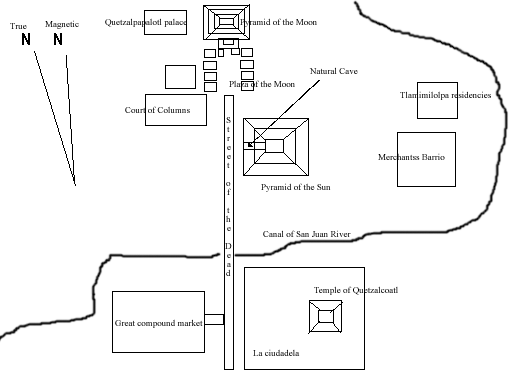 True
Magnetic
N
N
Quetzalpapalotl palace
Pyramid of the Moon
Natural Cave
Plaza of the Moon
Tlamimilolpa residencies
Court of Columns
Street of the Dead
Merchantss Barrio
Pyramid of the Sun
Canal of San Juan River
Temple of Quetzalcoatl
Great compound market
La ciudadela